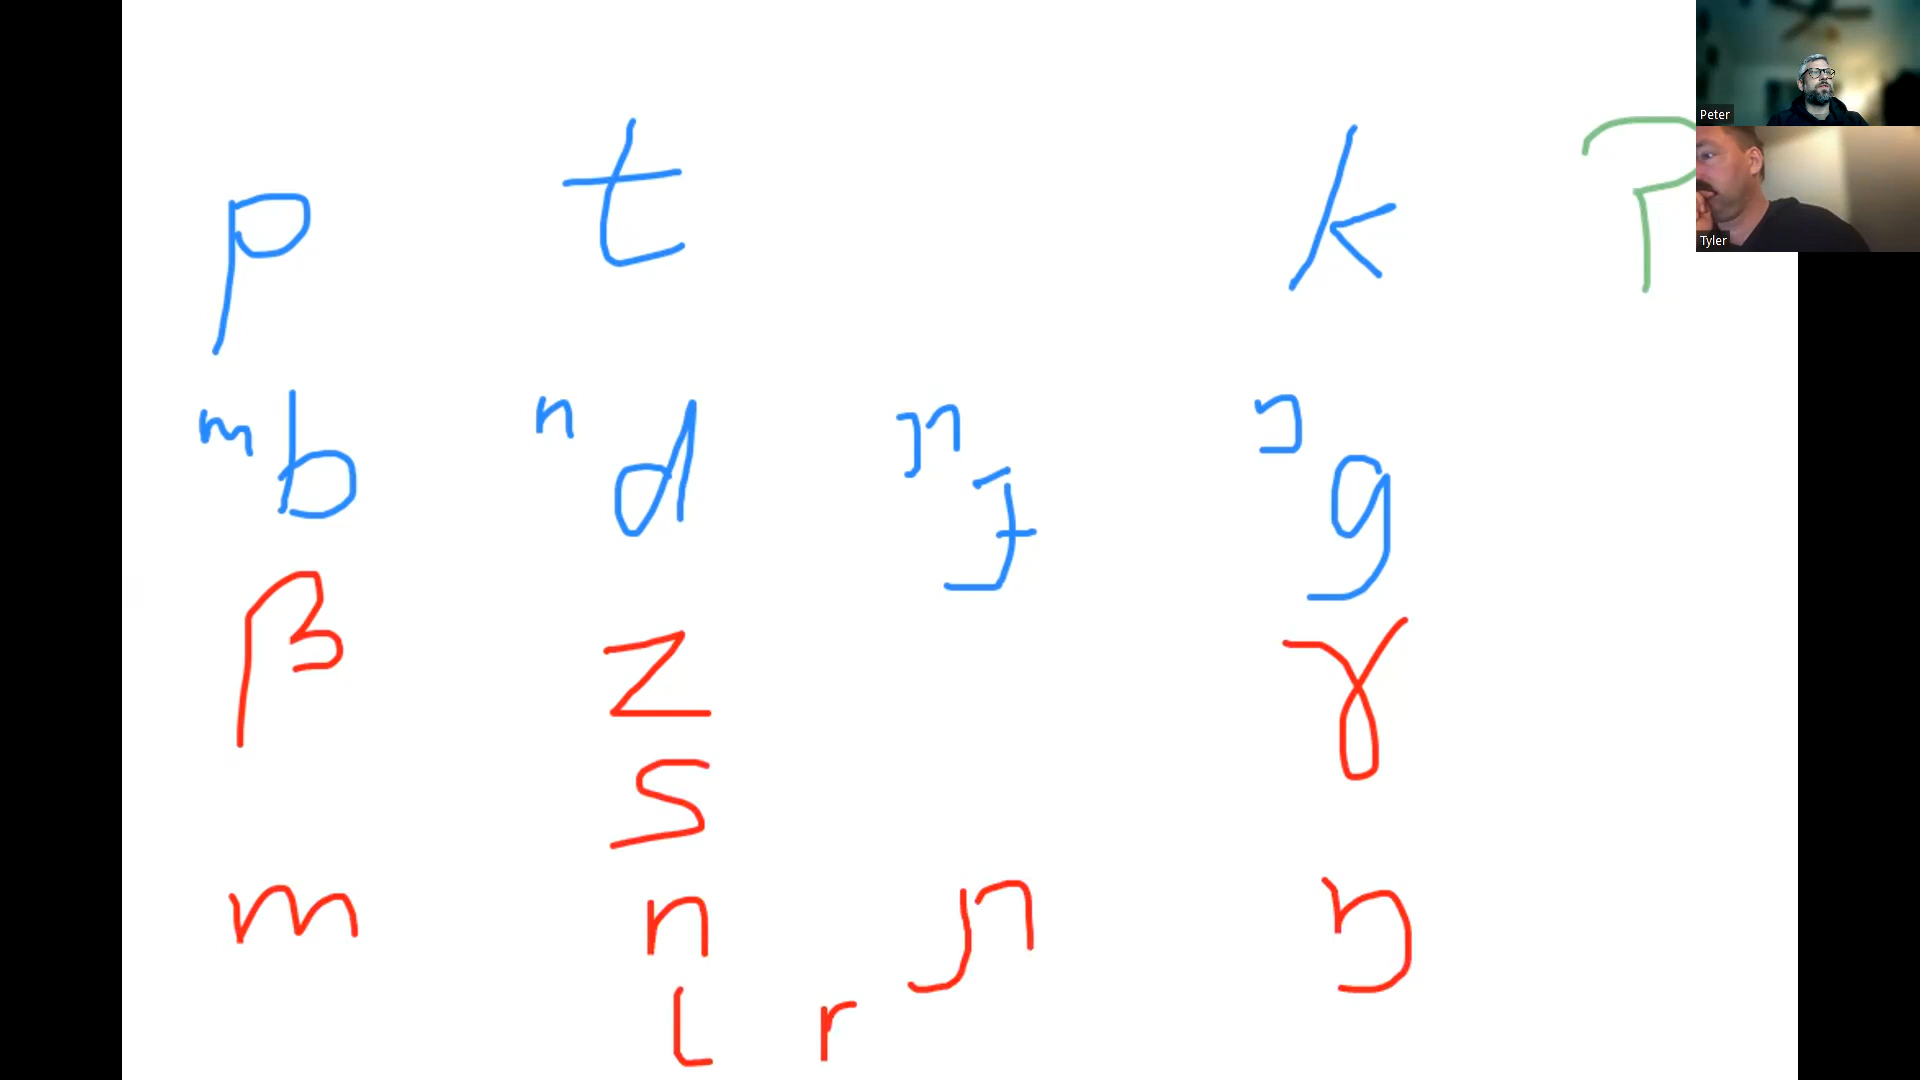 p t k ʔ
ᵐb ⁿd ᶮɟ ᵑg
β z ɣ
s
m n ɲ ŋ
l r
Peter
Tyler